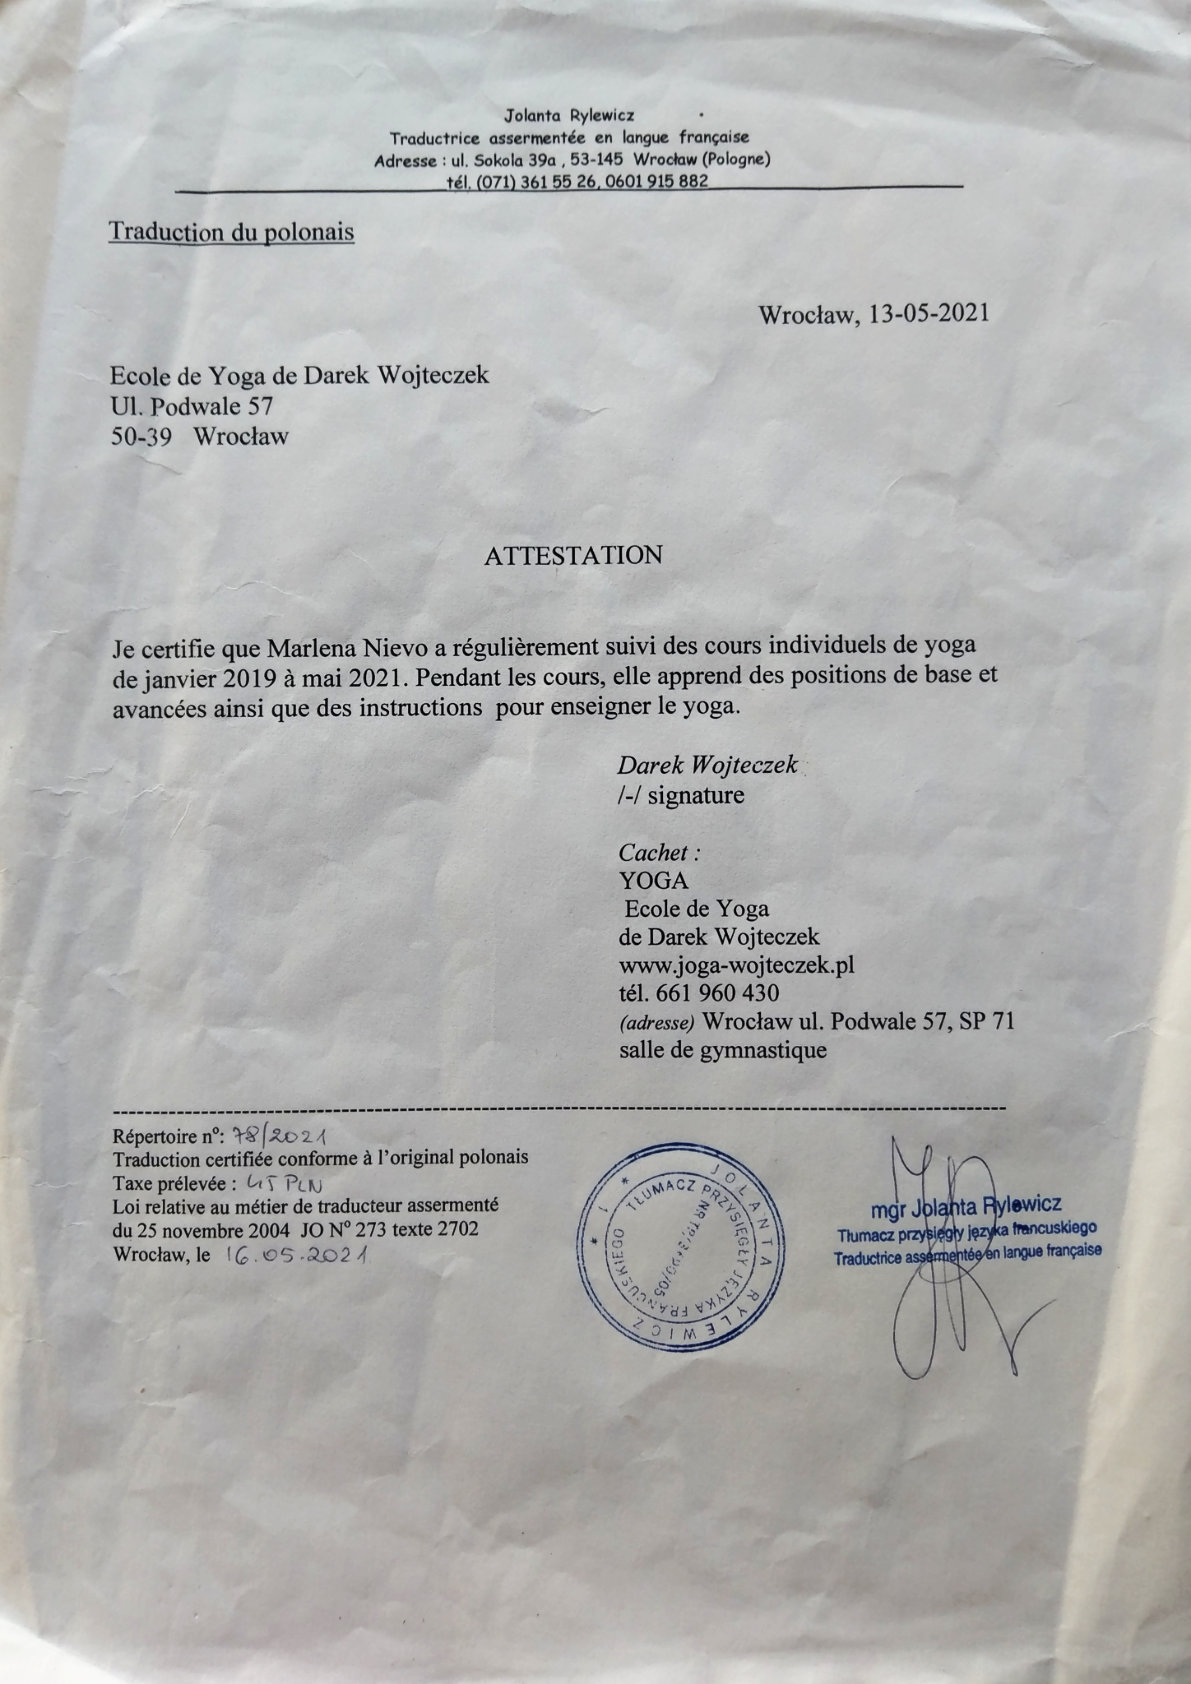 Jolanta Rylewicz
Traductrice assermentée en langue française
Adresse : ul. Sokola 39a , 53-145 Wrocław (Pologne)
tél. (071) 361 55 26, 0601 915 882
Traduction du polonais
Wrocław, 13-05-2021
Ecole de Yoga de Darek Wojteczek
Ul. Podwale 57
50-39 Wrocław
ATTESTATION
Je certifie que Marlena Nievo a régulièrement suivi des cours individuels de yoga
de janvier 2019 à mai 2021. Pendant les cours, elle apprend des positions de base et
avancées ainsi que des instructions pour enseigner le yoga.
Darek Wojteczek
/-/ signature
Cachet :
YOGA
Ecole de Yoga
de Darek Wojteczek
www.joga-wojteczek.pl
tél. 661 960 430
(adresse) Wrocław ul. Podwale 57, SP 71
salle de gymnastique
Répertoire nº: 78/2021
Traduction certifiée conforme à l'original polonais
Taxe prélevée : 45 PLN
Loi relative au métier de traducteur assermenté
du 25 novembre 2004 JO Nº 273 texte 2702
Wrocław, le 16.05.2021
* 1 * JOLANTA RYLEWICZ
TŁUMACZ PRZYSIĘGŁY JĘZYKA FRANCUSKIEGO
mgr Jolanta Rylewicz
Tłumacz przysięgły języka francuskiego
Traductrice assermentée en langue française